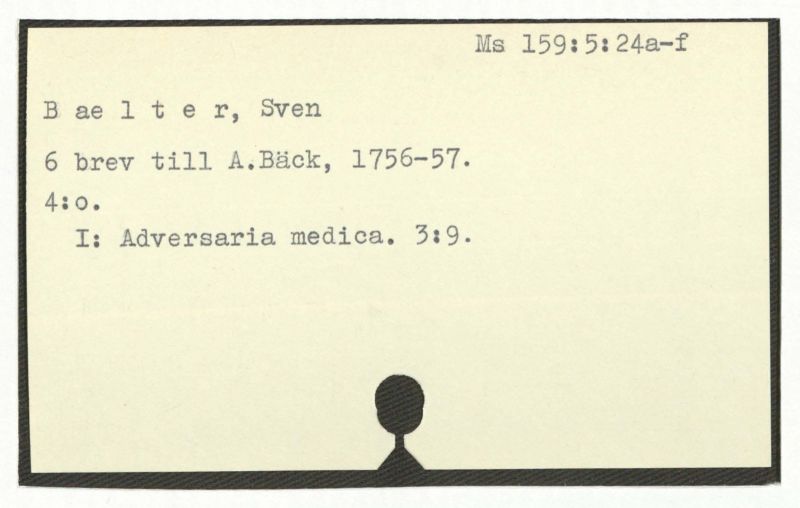 Ms 159:5:24a-f
B ae l t e r, Sven
6 brev till A.Bäck, 1756-57.
4:o.
I: Adversaria medica. 3:9.